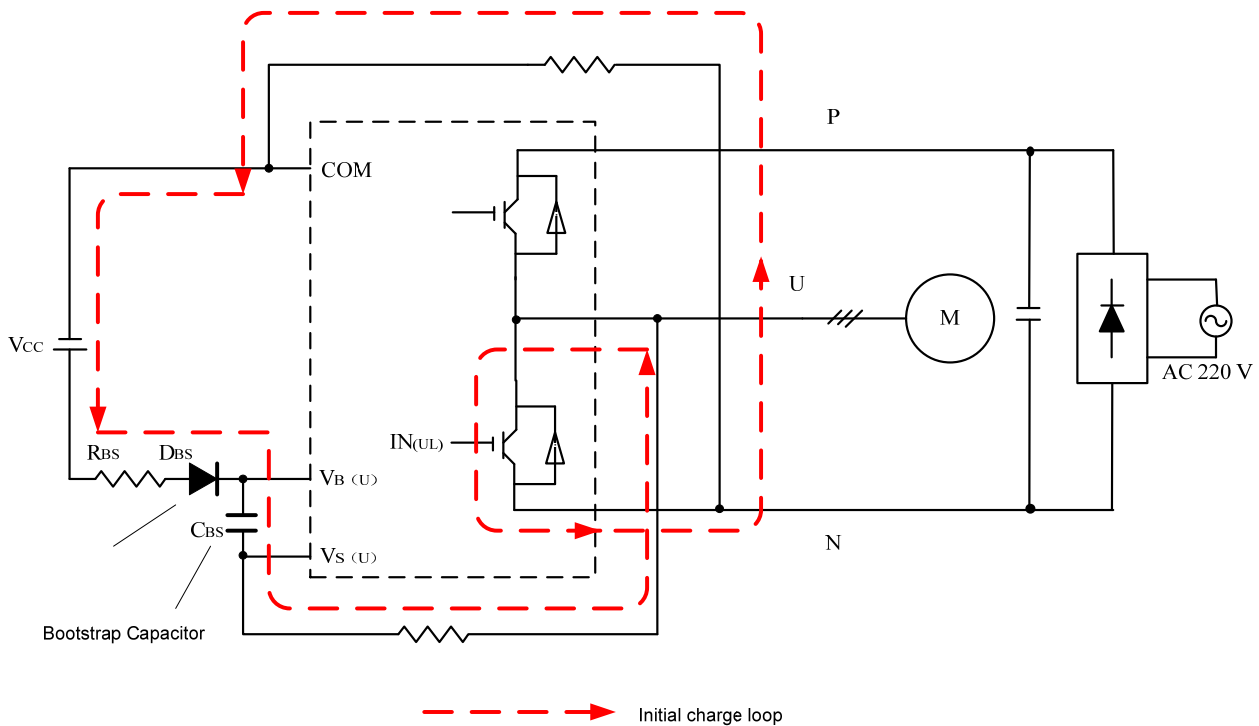 P
COM
U
M
VCC
AC 220 V
IN(UL)
RBS
DBS
VB (U)
CBS
N
VS (U)
Bootstrap Capacitor
Initial charge loop